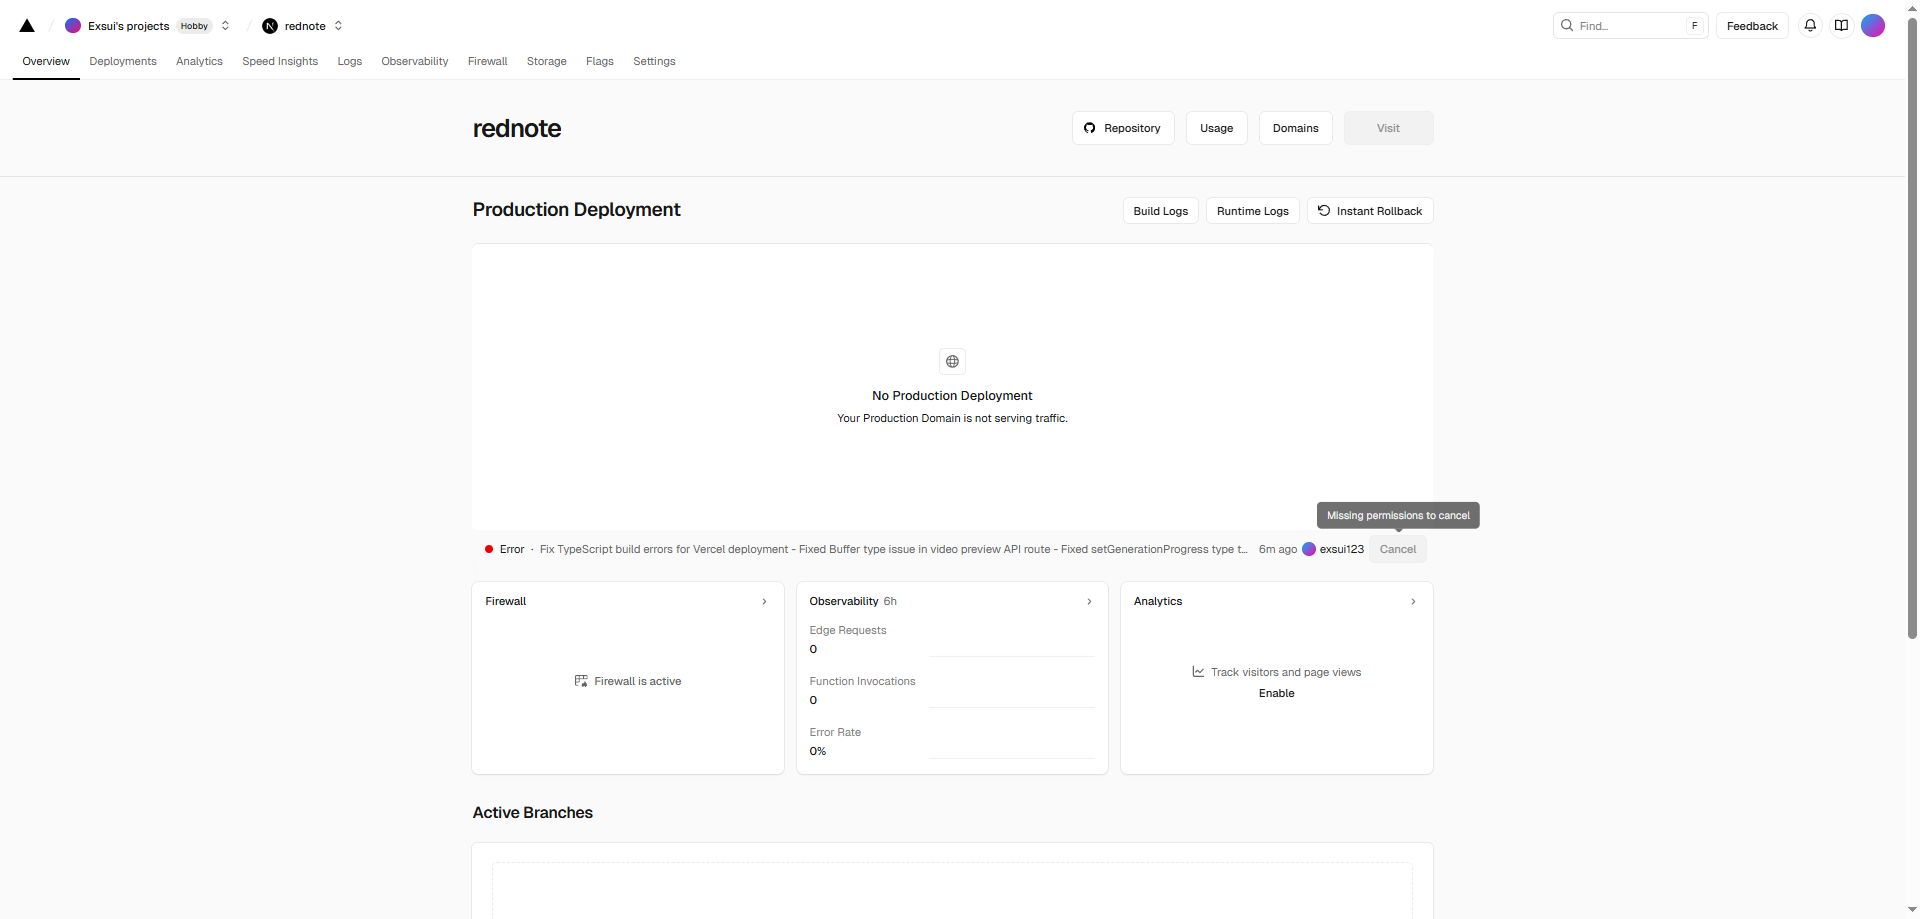 Exsui's projects Hobby rednote Find... F Feedback
Overview Deployments Analytics Speed Insights Logs Observability Firewall Storage Flags Settings
rednote Repository Usage Domains Visit
Production Deployment Build Logs Runtime Logs Instant Rollback
No Production Deployment
Your Production Domain is not serving traffic.
Missing permissions to cancel
Error · Fix TypeScript build errors for Vercel deployment - Fixed Buffer type issue in video preview API route - Fixed setGenerationProgress type t... 6m ago exsui123 Cancel
Firewall
Firewall is active
Observability 6h
Edge Requests
0
Function Invocations
0
Error Rate
0%
Analytics
Track visitors and page views
Enable
Active Branches